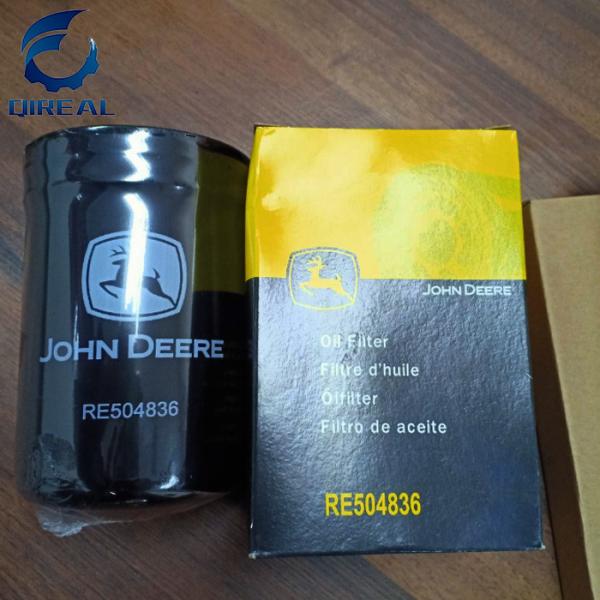 QIREAL
JOHN DEERE
RE504836
JOHN DEERE
Oil Filter
Filtre d'huile
Ölfilter
Filtro de aceite
RE504836